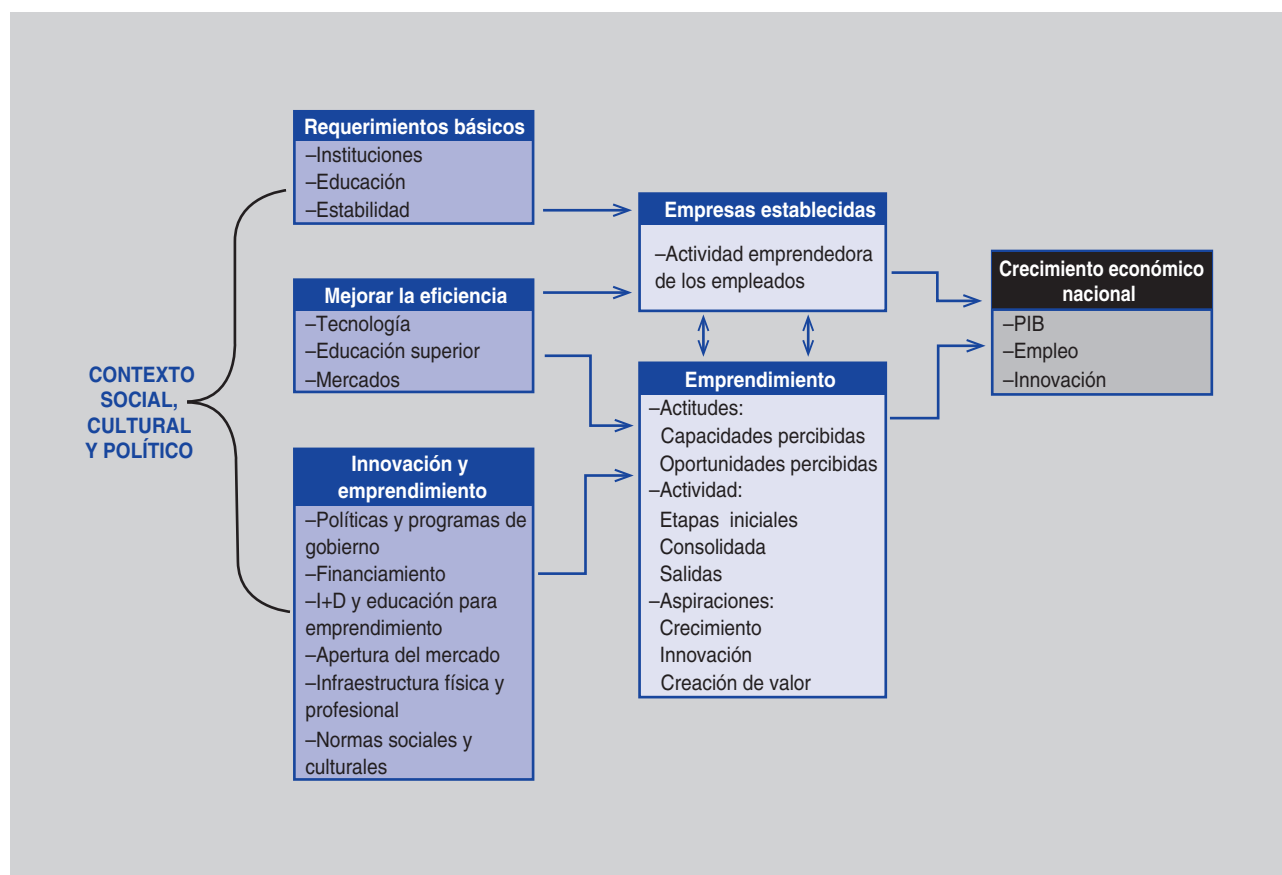 CONTEXTO
SOCIAL,
CULTURAL
Y POLÍTICO
Requerimientos básicos
–Instituciones
–Educación
–Estabilidad
Mejorar la eficiencia
–Tecnología
–Educación superior
–Mercados
Innovación y
emprendimiento
–Políticas y programas de
gobierno
–Financiamiento
–I+D y educación para
emprendimiento
–Apertura del mercado
–Infraestructura física y
profesional
–Normas sociales y
culturales
Empresas establecidas
–Actividad emprendedora
de los empleados
Emprendimiento
–Actitudes:
Capacidades percibidas
Oportunidades percibidas
–Actividad:
Etapas iniciales
Consolidada
Salidas
–Aspiraciones:
Crecimiento
Innovación
Creación de valor
Crecimiento económico
nacional
–PIB
–Empleo
–Innovación